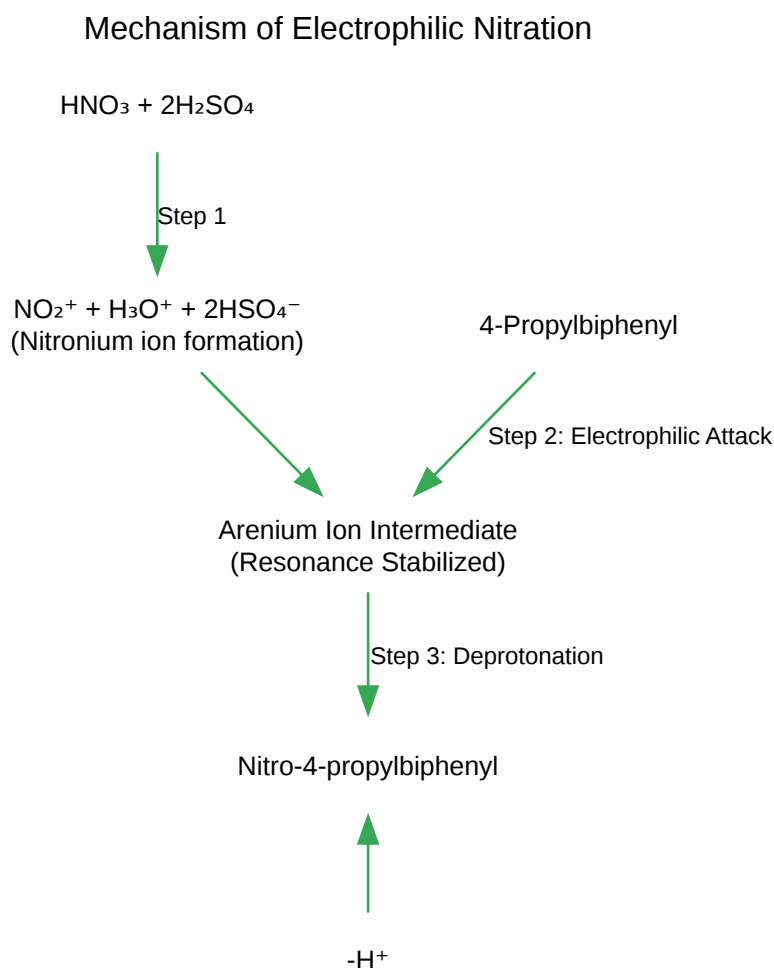 Mechanism of Electrophilic Nitration
HNO₃ + 2H₂SO₄
Step 1
NO₂⁺ + H₃O⁺ + 2HSO₄⁻
(Nitronium ion formation)
4-Propylbiphenyl
Step 2: Electrophilic Attack
Arenium Ion Intermediate
(Resonance Stabilized)
Step 3: Deprotonation
Nitro-4-propylbiphenyl
-H⁺